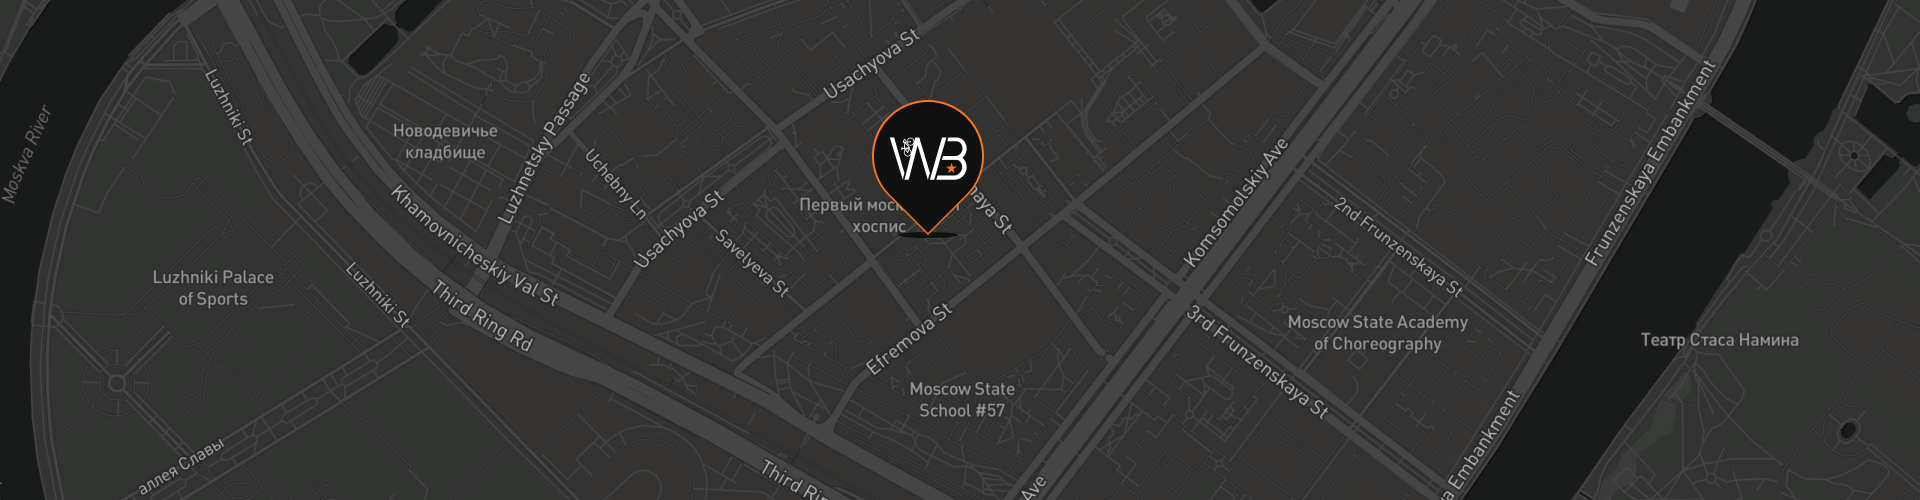 Usachyova St
Luzhniki St
Luzhnetsky Passage
Frunzenskaya Embankment
Moskva River
Новодевичье
кладбище
WB
Uchebny Ln
Komsomolskiy Ave
Первый
хоспис
St
Usachyova St
2nd Frunzenskaya St
Khamovnicheskiy Val St
Savelyeva St
Luzhniki Palace
of Sports
Luzhniki St
Third Ring Rd
Efremova St
3rd Frunzenskaya St
Moscow State Academy
of Choreography
Театр Стаса Намина
Moscow State
School #57
аллея Славы
Third
Embankment
Ave